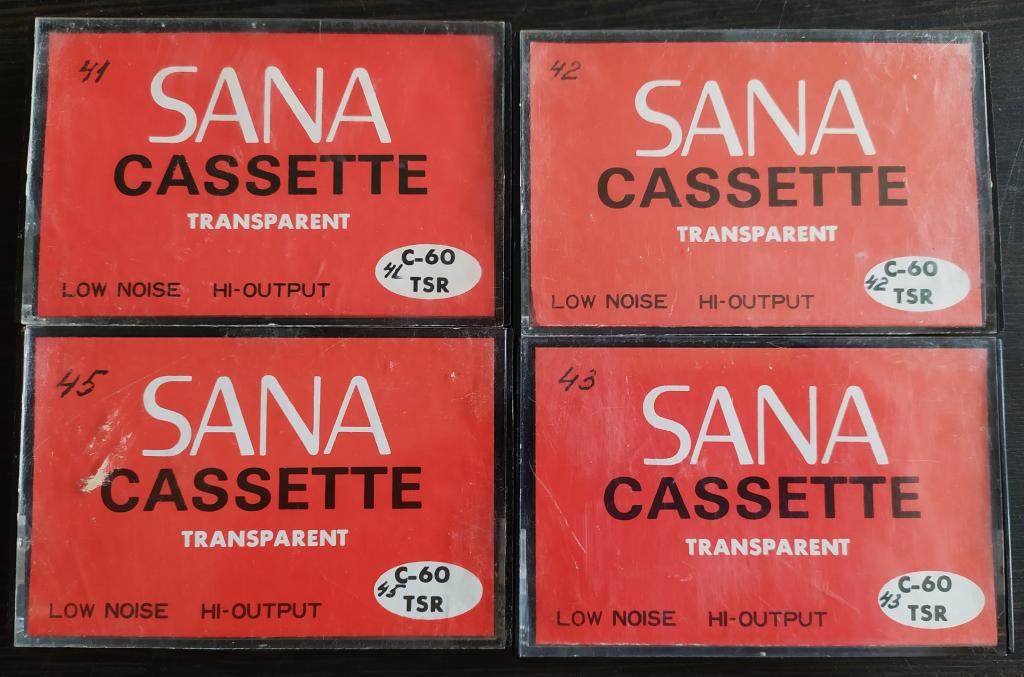 41
SANA
CASSETTE
TRANSPARENT
C-60
41
TSR
LOW NOISE HI-OUTPUT
42
SANA
CASSETTE
TRANSPARENT
C-60
42
TSR
LOW NOISE HI-OUTPUT
45
SANA
CASSETTE
TRANSPARENT
C-60
45
TSR
LOW NOISE HI-OUTPUT
43
SANA
CASSETTE
TRANSPARENT
C-60
43
TSR
LOW NOISE HI-OUTPUT